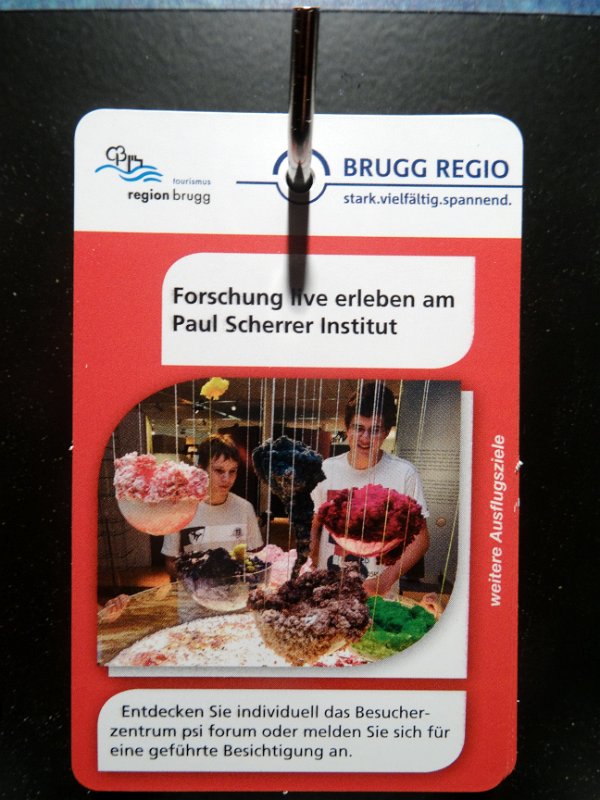 tourismus
region brugg
BRUGG REGIO
stark.vielfältig.spannend.
Forschung live erleben am
Paul Scherrer Institut
weitere Ausflugsziele
Entdecken Sie individuell das Besucher-
zentrum psi forum oder melden Sie sich für
eine geführte Besichtigung an.